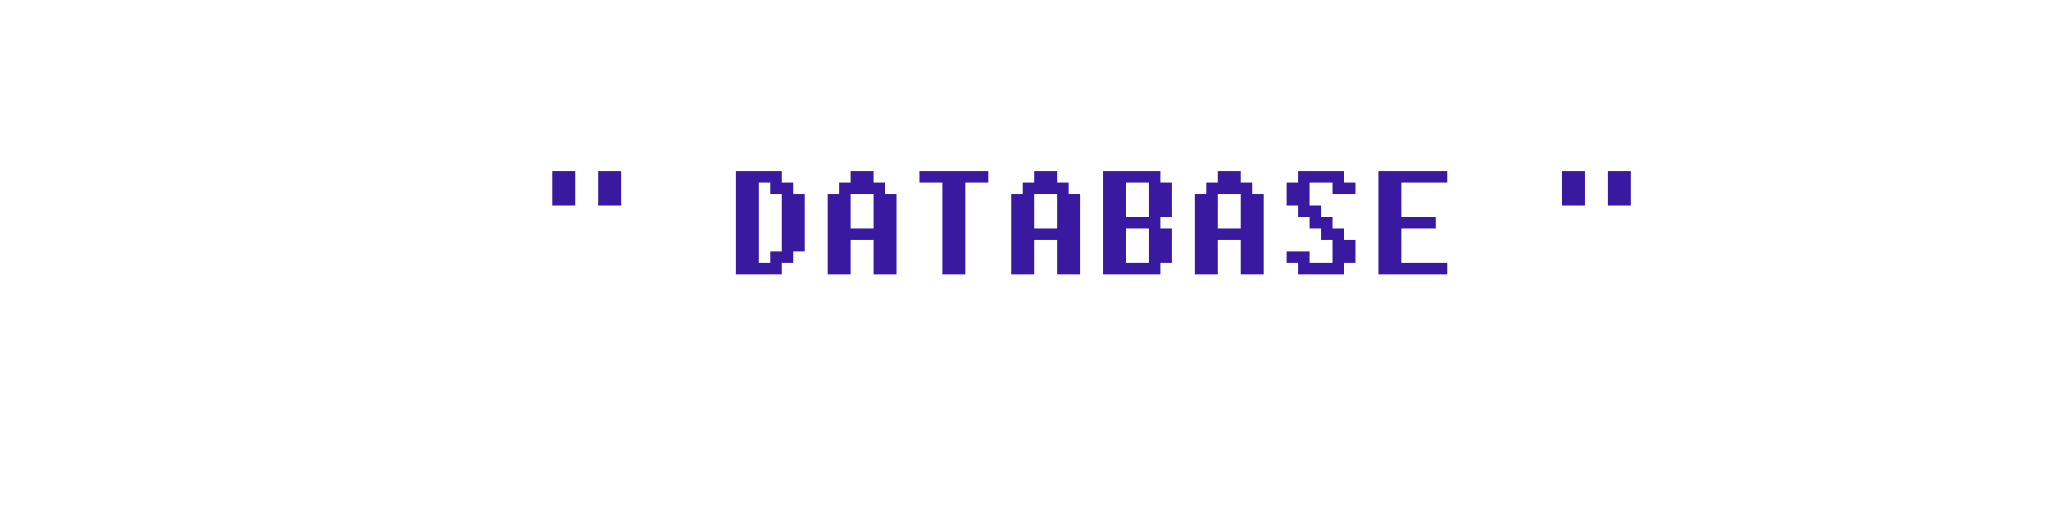 " DATABASE "